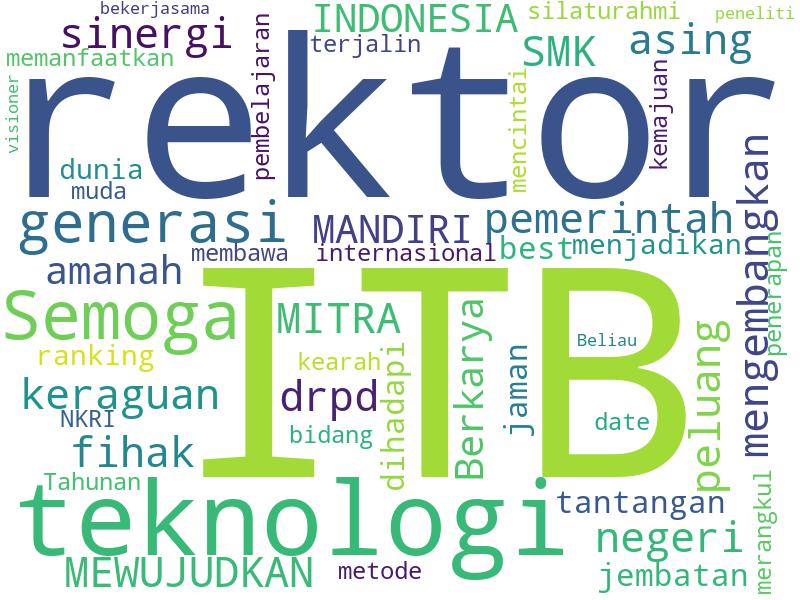 bekerjasama
INDONESIA
silaturahmi
peneliti
sinergi
terjalin
SMK
asing
memanfaatkan
rektor
visioner
pembelajaran
mencintai
kemajuan
dunia
muda
generasi
MANDIRI
pemerintah
mengembangkan
amanah
membawa
internasional
best
menjadikan
penerapan
Semoga
ITB
MITRA
Berkarya
Beliau
ranking
kearah
dihadapi
jaman
peluang
keraguan
drpd
NKRI
bidang
date
fihak
Tahunan
teknologi
tantangan
merangkul
negeri
MEWUJUDKAN
metode
jembatan